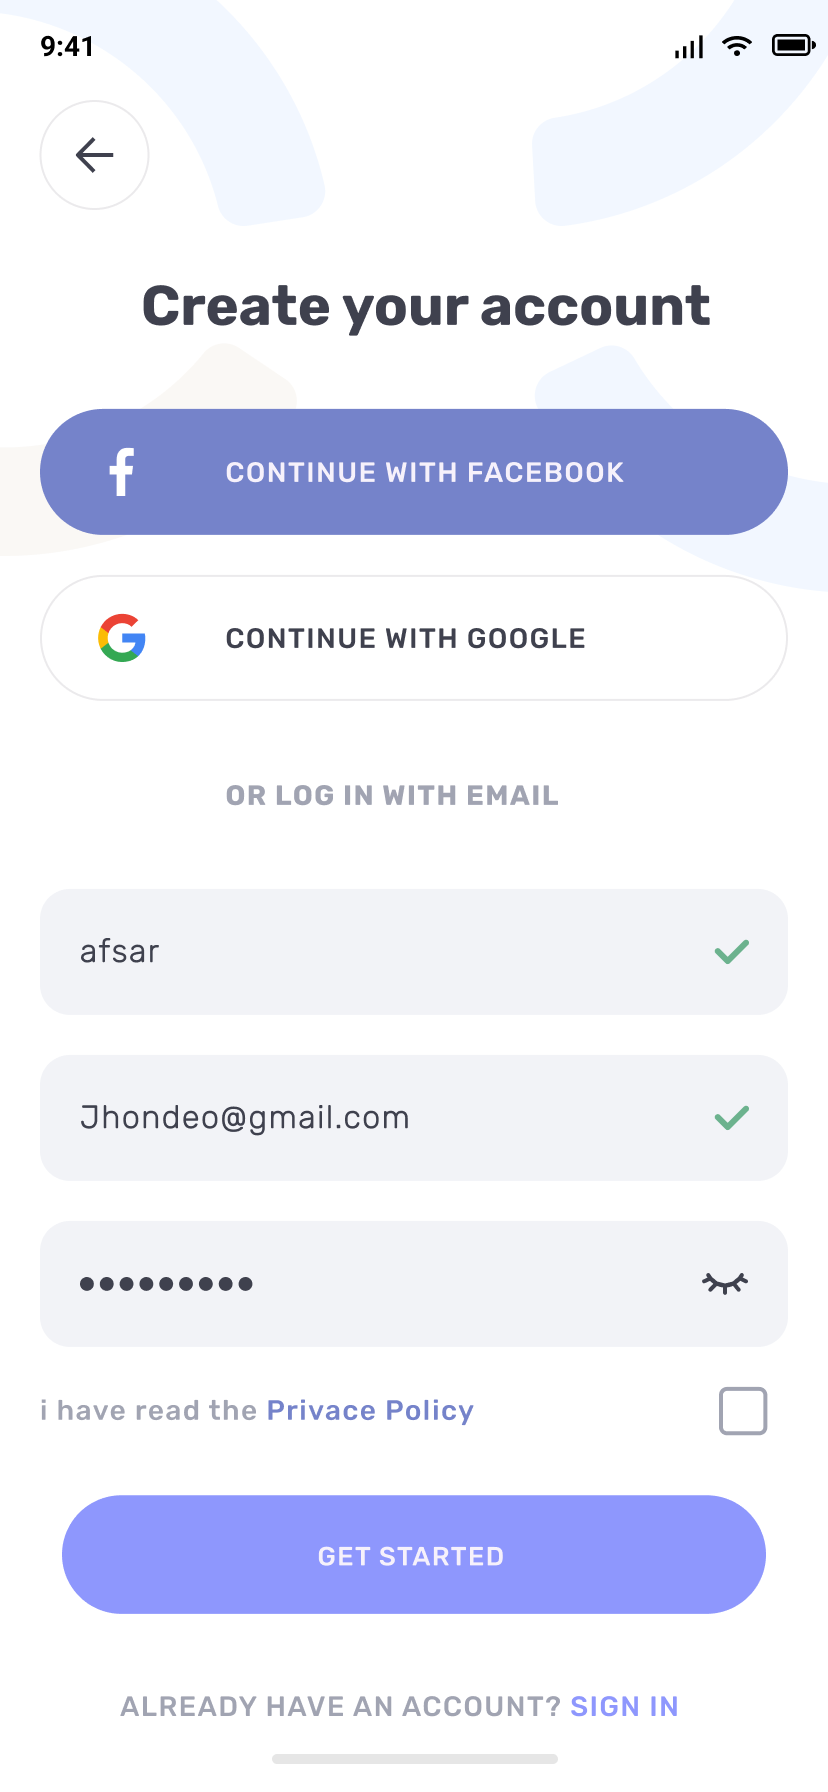 9:41
Create your account
CONTINUE WITH FACEBOOK
CONTINUE WITH GOOGLE
OR LOG IN WITH EMAIL
afsar
Jhondeo@gmail.com
●●●●●●●●●
i have read the Privace Policy
GET STARTED
ALREADY HAVE AN ACCOUNT? SIGN IN